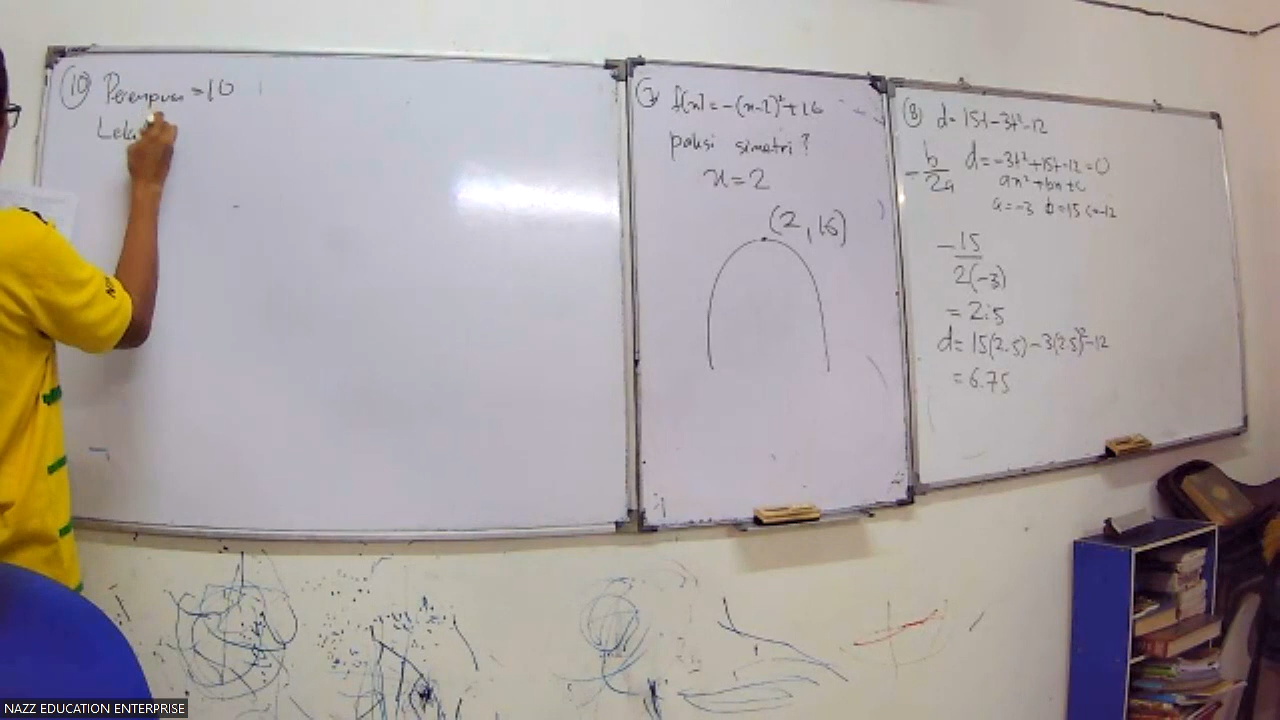 10 Perempuan = 10
Lela
f(x) = -(x-2)² + 16
paksi simetri?
x = 2
(2, 16)
8 d = 15t - 3t² - 12
d = -3t² + 15t - 12 = 0
- b/2a
ax² + bx + c
a = -3 b = 15 c = -12
- 15
2(-3)
= 2.5
d = 15(2.5) - 3(2.5)² - 12
= 6.75
NAZZ EDUCATION ENTERPRISE